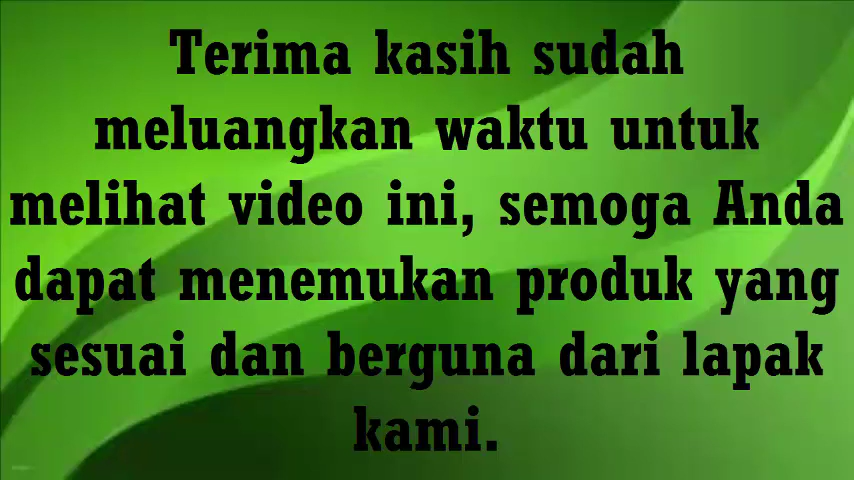 Terima kasih sudah
meluangkan waktu untuk
melihat video ini, semoga Anda
dapat menemukan produk yang
sesuai dan berguna dari lapak
kami.